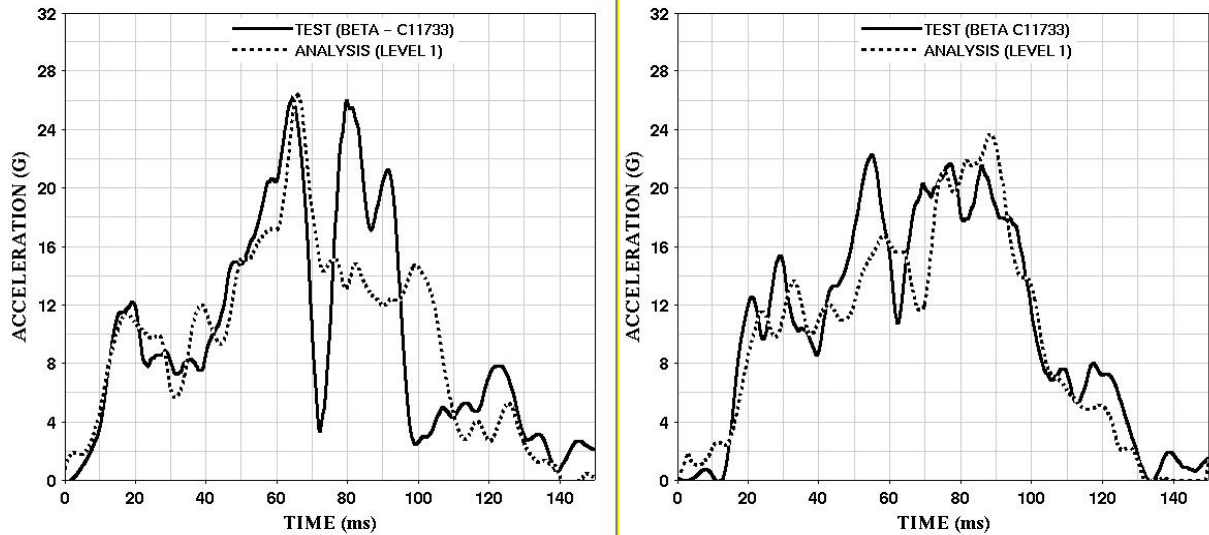 32
28
24
20
16
12
8
4
0
ACCELERATION (G)
TEST (BETA – C11733)
ANALYSIS (LEVEL 1)
0 20 40 60 80 100 120 140
TIME (ms)
32
28
24
20
16
12
8
4
0
ACCELERATION (G)
TEST (BETA C11733)
ANALYSIS (LEVEL 1)
0 20 40 60 80 100 120 140
TIME (ms)